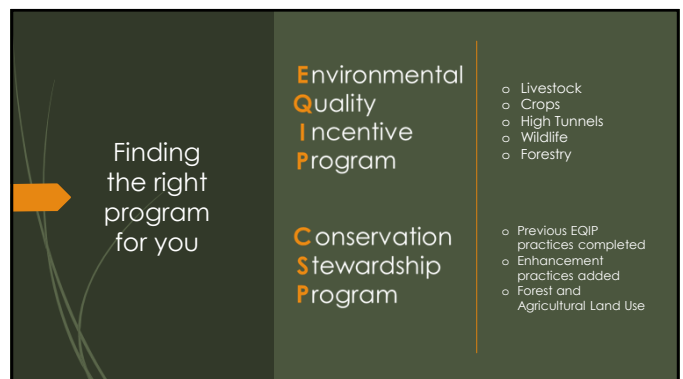 Finding
the right
program
for you
Environmental
Quality
Incentive
Program
o Livestock
o Crops
o High Tunnels
o Wildlife
o Forestry
Conservation
Stewardship
Program
o Previous EQIP
practices completed
o Enhancement
practices added
o Forest and
Agricultural Land Use